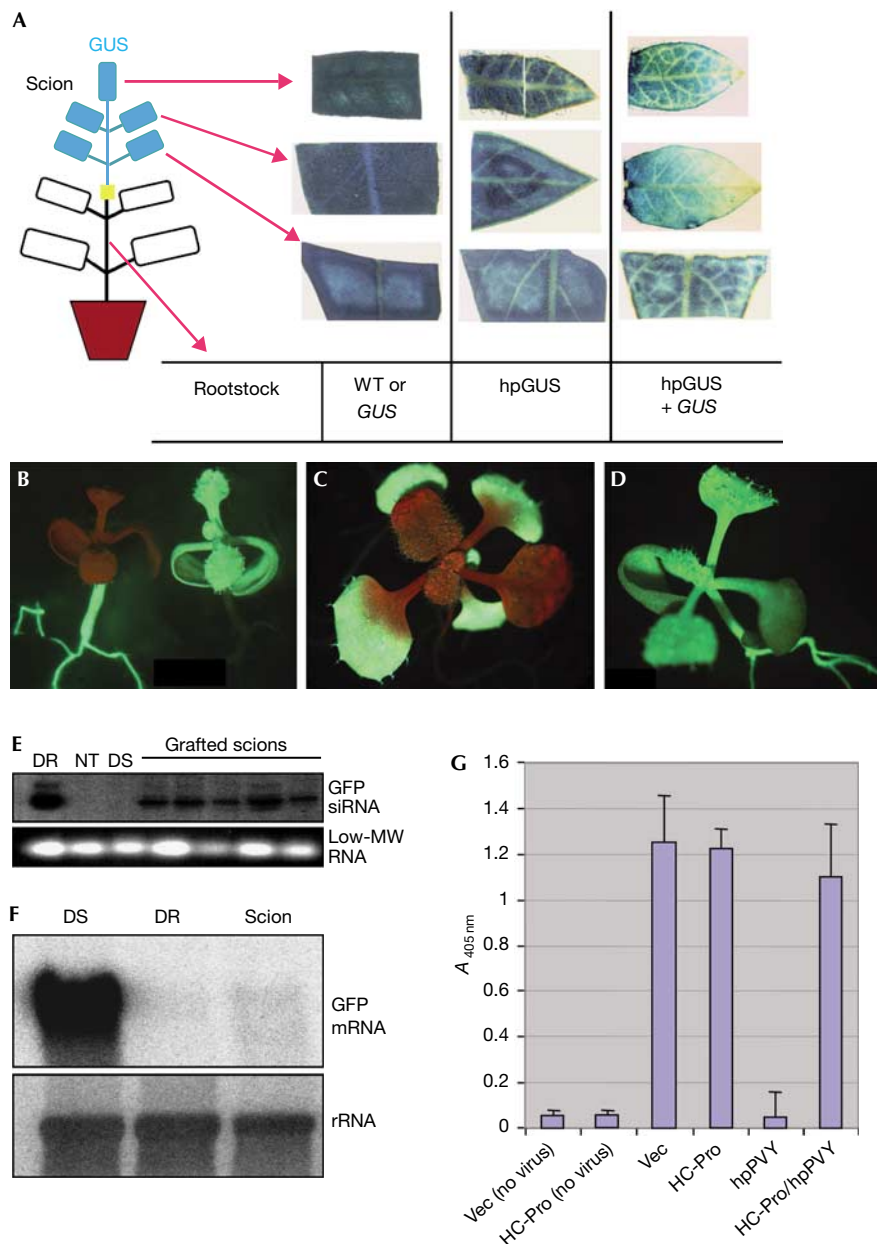 A
GUS
Scion
Rootstock
WT or
GUS
hpGUS
hpGUS
+ GUS
B
C
D
E
Grafted scions
DR NT DS
GFP
siRNA
Low-MW
RNA
F
DS DR Scion
GFP
mRNA
rRNA
G
1.6
1.4
1.2
1
0.8
0.6
0.4
0.2
0
A 405 nm
Vec (no virus)
HC-Pro (no virus)
Vec
HC-Pro
hpPVY
HC-Pro/hpPVY